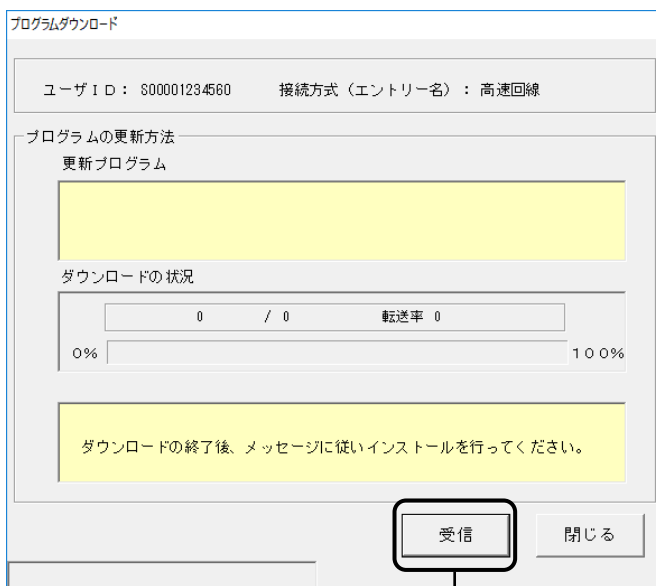 プログラムダウンロード
ユーザID： S00001234560 接続方式（エントリー名）： 高速回線
プログラムの更新方法
更新プログラム
ダウンロードの状況
0 / 0 転送率 0
0% 100%
ダウンロードの終了後、メッセージに従いインストールを行ってください。
受信 閉じる